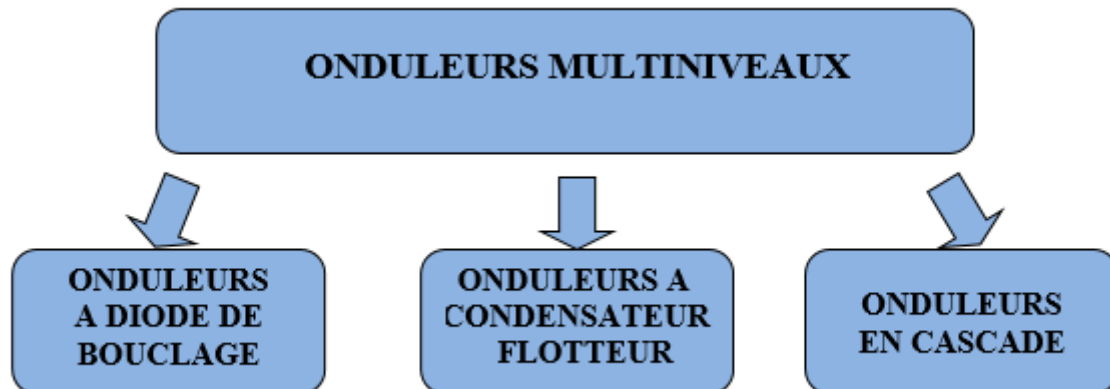 ONDULEURS MULTINIVEAUX
ONDULEURS
A DIODE DE
BOUCLAGE
ONDULEURS A
CONDENSATEUR
FLOTTEUR
ONDULEURS
EN CASCADE